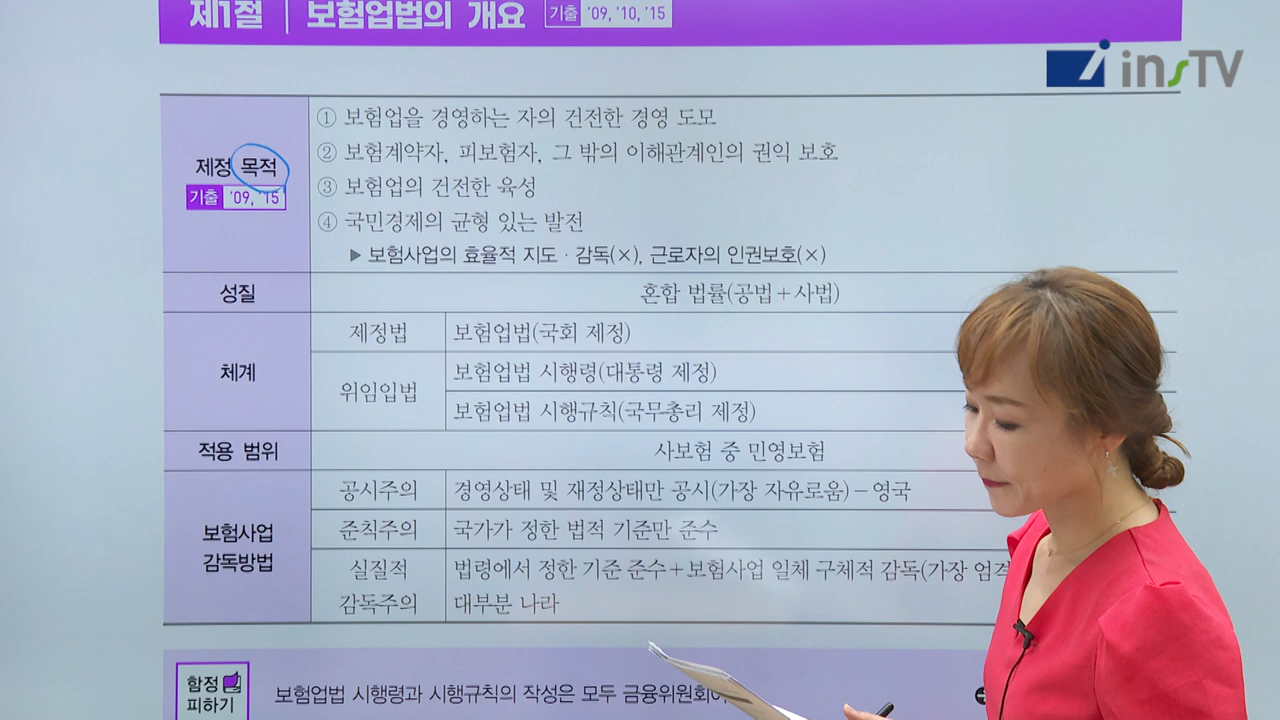 제1절 보험업법의 개요 기출 '09, '10, '15
insTV
제정 목적
기출 '09, '15
① 보험업을 경영하는 자의 건전한 경영 도모
② 보험계약자, 피보험자, 그 밖의 이해관계인의 권익 보호
③ 보험업의 건전한 육성
④ 국민경제의 균형 있는 발전
▶ 보험사업의 효율적 지도·감독(×), 근로자의 인권보호(×)
성질
혼합 법률(공법+사법)
체계
제정법
보험업법(국회 제정)
위임입법
보험업법 시행령(대통령 제정)
보험업법 시행규칙(국무총리 제정)
적용 범위
사보험 중 민영보험
보험사업
감독방법
공시주의
경영상태 및 재정상태만 공시(가장 자유로움)-영국
준칙주의
국가가 정한 법적 기준만 준수
실질적
감독주의
법령에서 정한 기준 준수+보험사업 일체 구체적 감독(가장 엄격
대부분 나라
함정
피하기
보험업법 시행령과 시행규칙의 작성은 모두 금융위원회